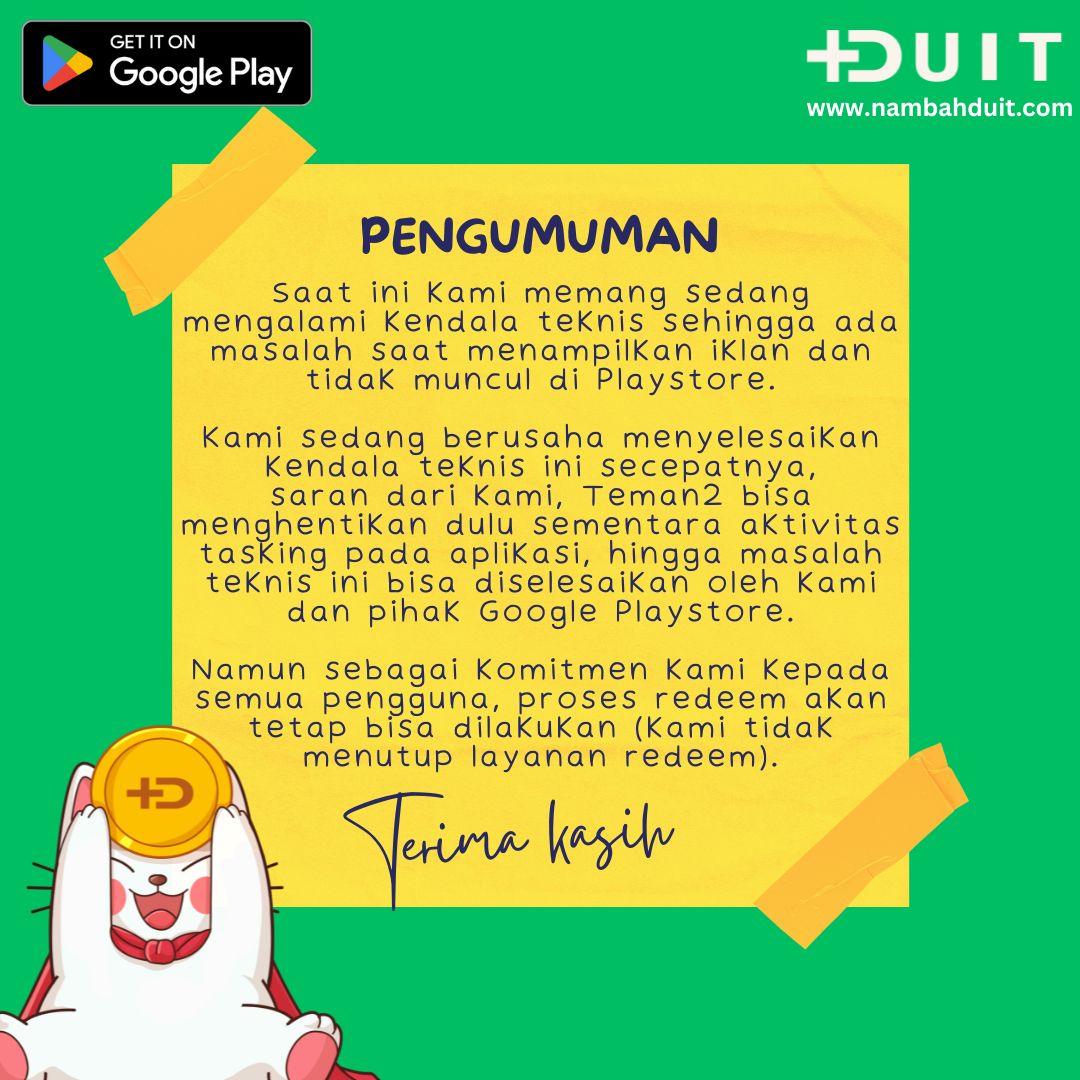 GET IT ON
Google Play
+DUIT
www.nambahduit.com
PENGUMUMAN
Saat ini Kami memang sedang
mengalami Kendala teKnis sehingga ada
masalah saat menampilKan iKlan dan
tidaK muncul di Playstore.
Kami sedang berusaha menyelesaiKan
Kendala teKnis ini secepatnya,
saran dari Kami, Teman2 bisa
menghentiKan dulu sementara aKtivitas
tasKing pada apliKasi, hingga masalah
teKnis ini bisa diselesaiKan oleh Kami
dan pihaK Google Playstore.
Namun sebagai Komitmen Kami Kepada
semua pengguna, proses redeem aKan
tetap bisa dilaKuKan (Kami tidaK
menutup layanan redeem).
+D
Terima kasih